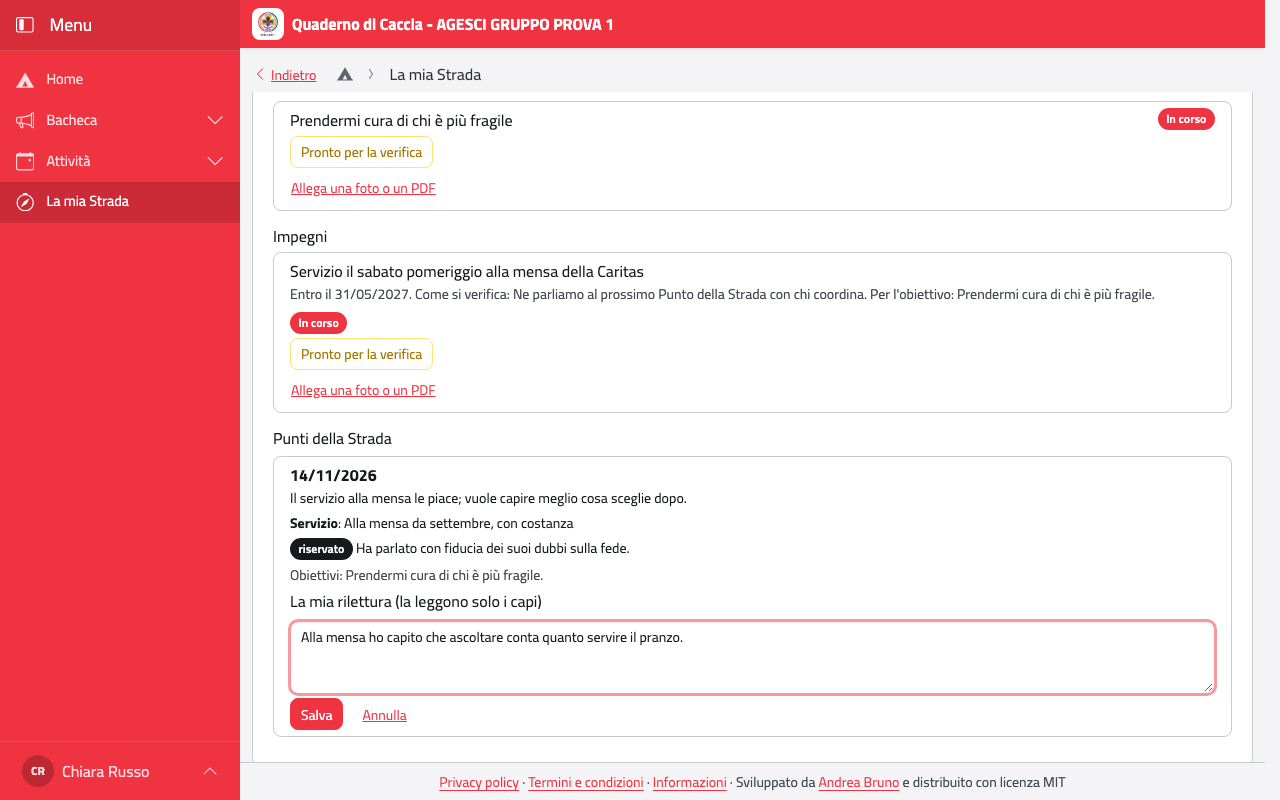 Menu
Quaderno di Caccia - AGESCI GRUPPO PROVA 1
Home
Bacheca
Attività
La mia Strada
Indietro
La mia Strada
Prendermi cura di chi è più fragile
In corso
Pronto per la verifica
Allega una foto o un PDF
Impegni
Servizio il sabato pomeriggio alla mensa della Caritas
Entro il 31/05/2027. Come si verifica: Ne parliamo al prossimo Punto della Strada con chi coordina. Per l'obiettivo: Prendermi cura di chi è più fragile.
In corso
Pronto per la verifica
Allega una foto o un PDF
Punti della Strada
14/11/2026
Il servizio alla mensa le piace; vuole capire meglio cosa sceglie dopo.
Servizio: Alla mensa da settembre, con costanza
riservato Ha parlato con fiducia dei suoi dubbi sulla fede.
Obiettivi: Prendermi cura di chi è più fragile.
La mia rilettura (la leggono solo i capi)
Alla mensa ho capito che ascoltare conta quanto servire il pranzo.
Salva
Annulla
CR Chiara Russo
Privacy policy · Termini e condizioni · Informazioni · Sviluppato da Andrea Bruno e distribuito con licenza MIT